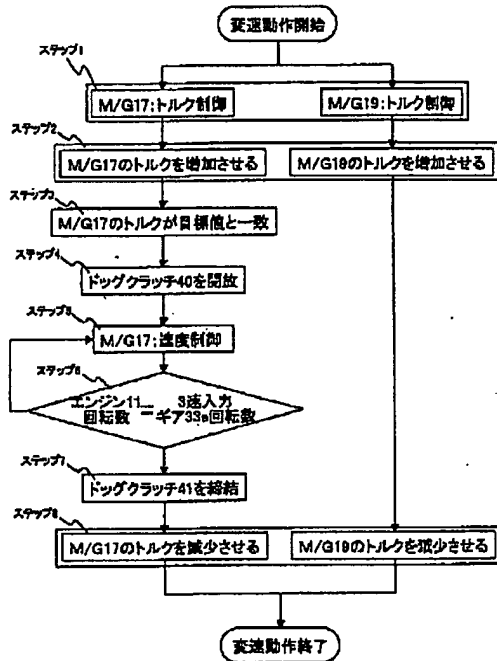 変速動作開始
ステップ1
M/G17:トルク制御
M/G19:トルク制御
ステップ2
M/G17のトルクを増加させる
M/G19のトルクを増加させる
ステップ3
M/G17のトルクが目標値と一致
ステップ4
ドッグクラッチ40を開放
ステップ5
M/G17:速度制御
ステップ6
エンジン11 = 3速入力
回転数 ギア33a回転数
ステップ7
ドッグクラッチ41を締結
ステップ8
M/G17のトルクを減少させる
M/G19のトルクを減少させる
変速動作終了